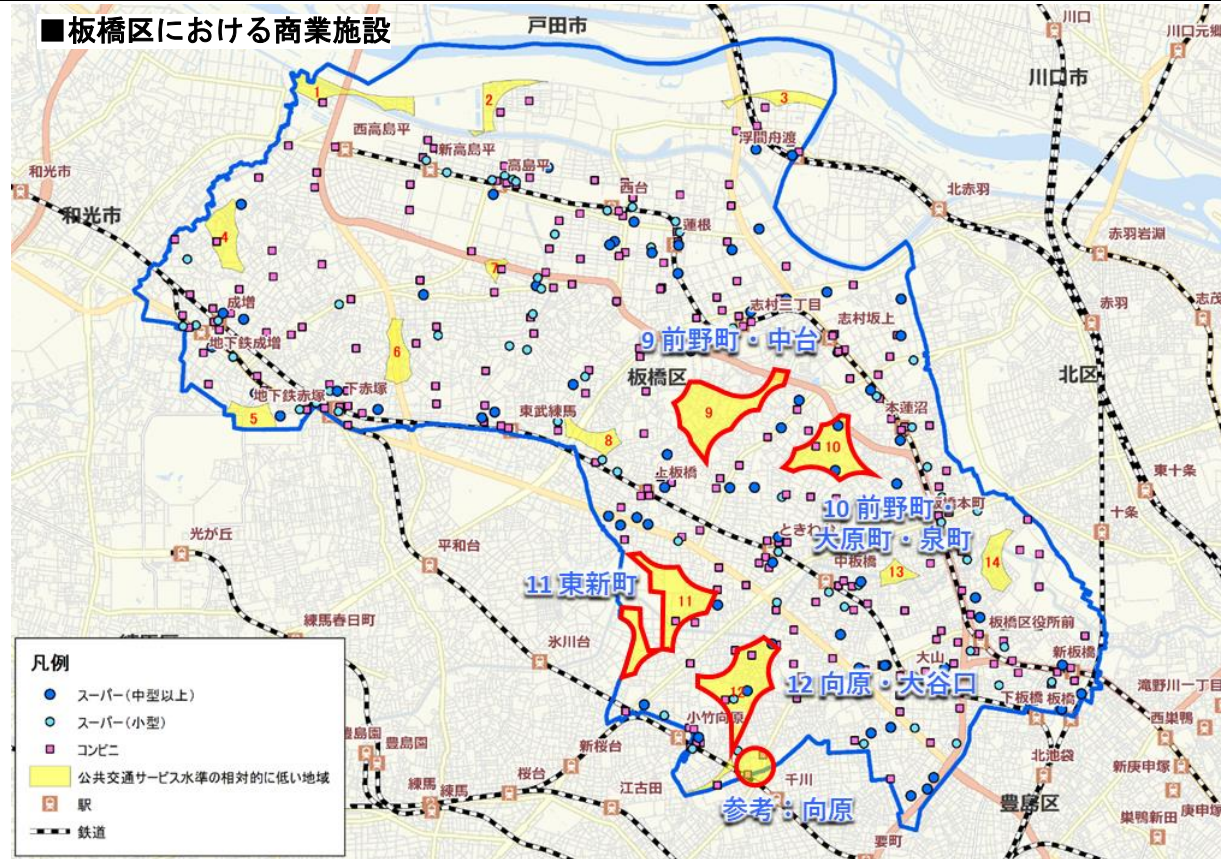 ■板橋区における商業施設
戸田市
川口
川口元郷
川口市
1
2
3
西高島平
新高島平
高島平
浮間舟渡
和光市
西台
北赤羽
和光市
蓮根
赤羽岩淵
4
7
成増
志村三丁目
赤羽
志村坂上
地下鉄成増
9 前野町・中台
6
板橋区
北区
地下鉄赤塚
下赤塚
9
本蓮沼
5
東武練馬
8
10
上板橋
東十条
10 前野町・
大原町・泉町
十条
光が丘
平和台
中板橋
13
14
11 東新町
11
練馬春日町
氷川台
板橋区役所前
大山
新板橋
12 向原・大谷口
12
下板橋
板橋
滝野川一丁目
小竹向原
西巣鴨
豊島園
新桜台
北池袋
新庚申塚
桜台
千川
練馬
練馬
江古田
豊島区
参考：向原
巣鴨新田
庚申塚
要町
凡例
スーパー（中型以上）
スーパー（小型）
コンビニ
公共交通サービス水準の相対的に低い地域
駅
鉄道